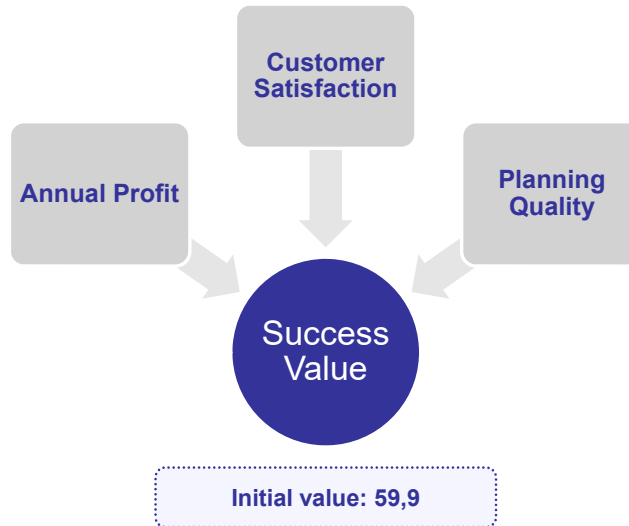 Customer
Satisfaction
Annual Profit
Planning
Quality
Success
Value
Initial value: 59,9